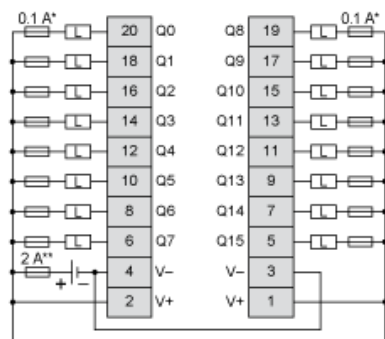 0.1 A* L 20 Q0 Q8 19 L 0.1 A*
L 18 Q1 Q9 17 L
L 16 Q2 Q10 15 L
L 14 Q3 Q11 13 L
L 12 Q4 Q12 11 L
L 10 Q5 Q13 9 L
L 8 Q6 Q14 7 L
L 6 Q7 Q15 5 L
2 A** + − 4 V− V− 3
2 V+ V+ 1